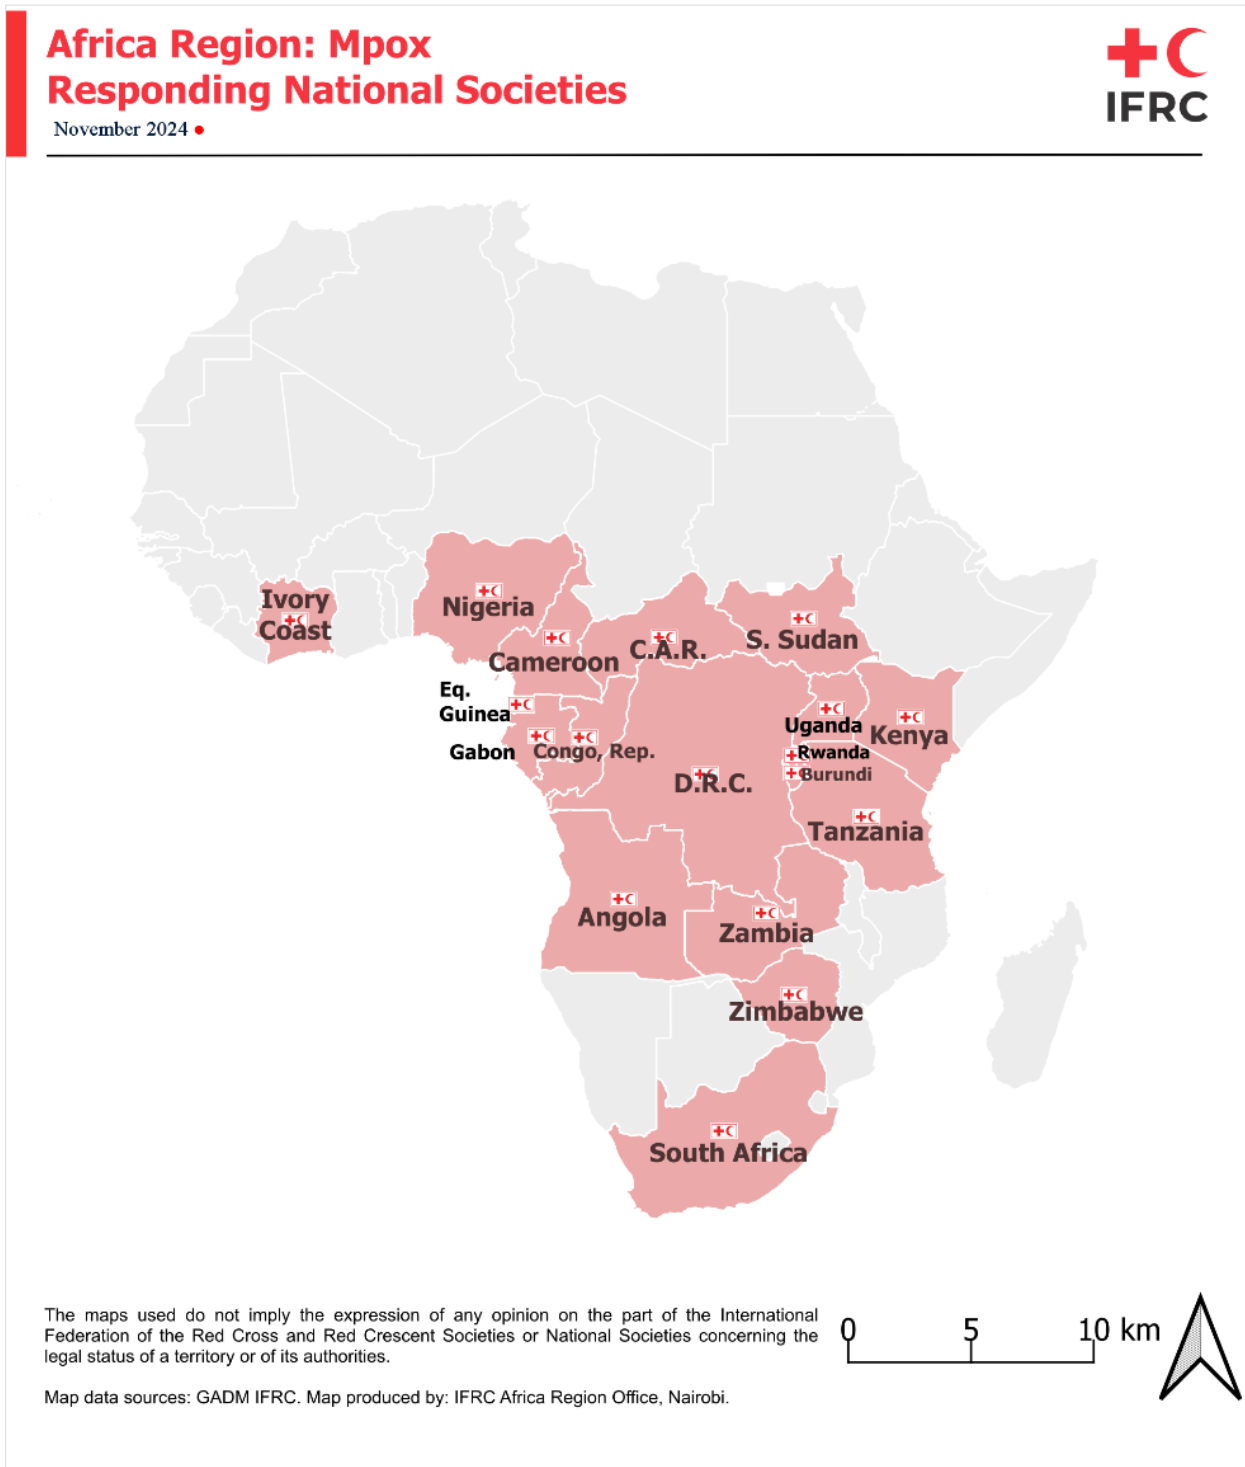 Africa Region: Mpox
Responding National Societies
November 2024
IFRC
Ivory
Coast
Nigeria
Cameroon
C.A.R.
S. Sudan
Eq.
Guinea
Gabon
Congo, Rep.
Uganda
Kenya
Rwanda
Burundi
D.R.C.
Tanzania
Angola
Zambia
Zimbabwe
South Africa
The maps used do not imply the expression of any opinion on the part of the International
Federation of the Red Cross and Red Crescent Societies or National Societies concerning the
legal status of a territory or of its authorities.
0 5 10 km
Map data sources: GADM IFRC. Map produced by: IFRC Africa Region Office, Nairobi.